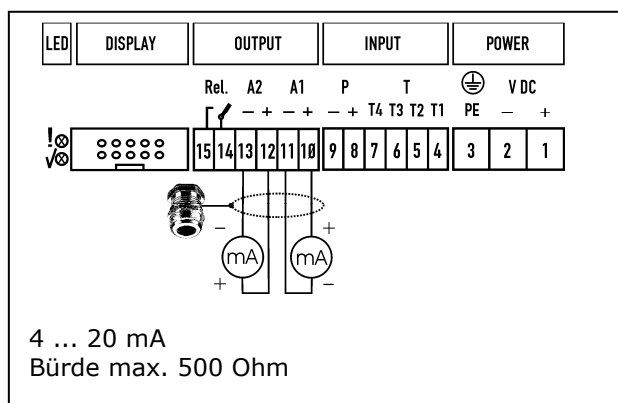 LED DISPLAY OUTPUT INPUT POWER
Rel. A2 A1 P T V DC
− + − + − + T4 T3 T2 T1 PE − +
! 15 14 13 12 11 10 9 8 7 6 5 4 3 2 1
√
− +
mA mA
+ −
4 ... 20 mA
Bürde max. 500 Ohm